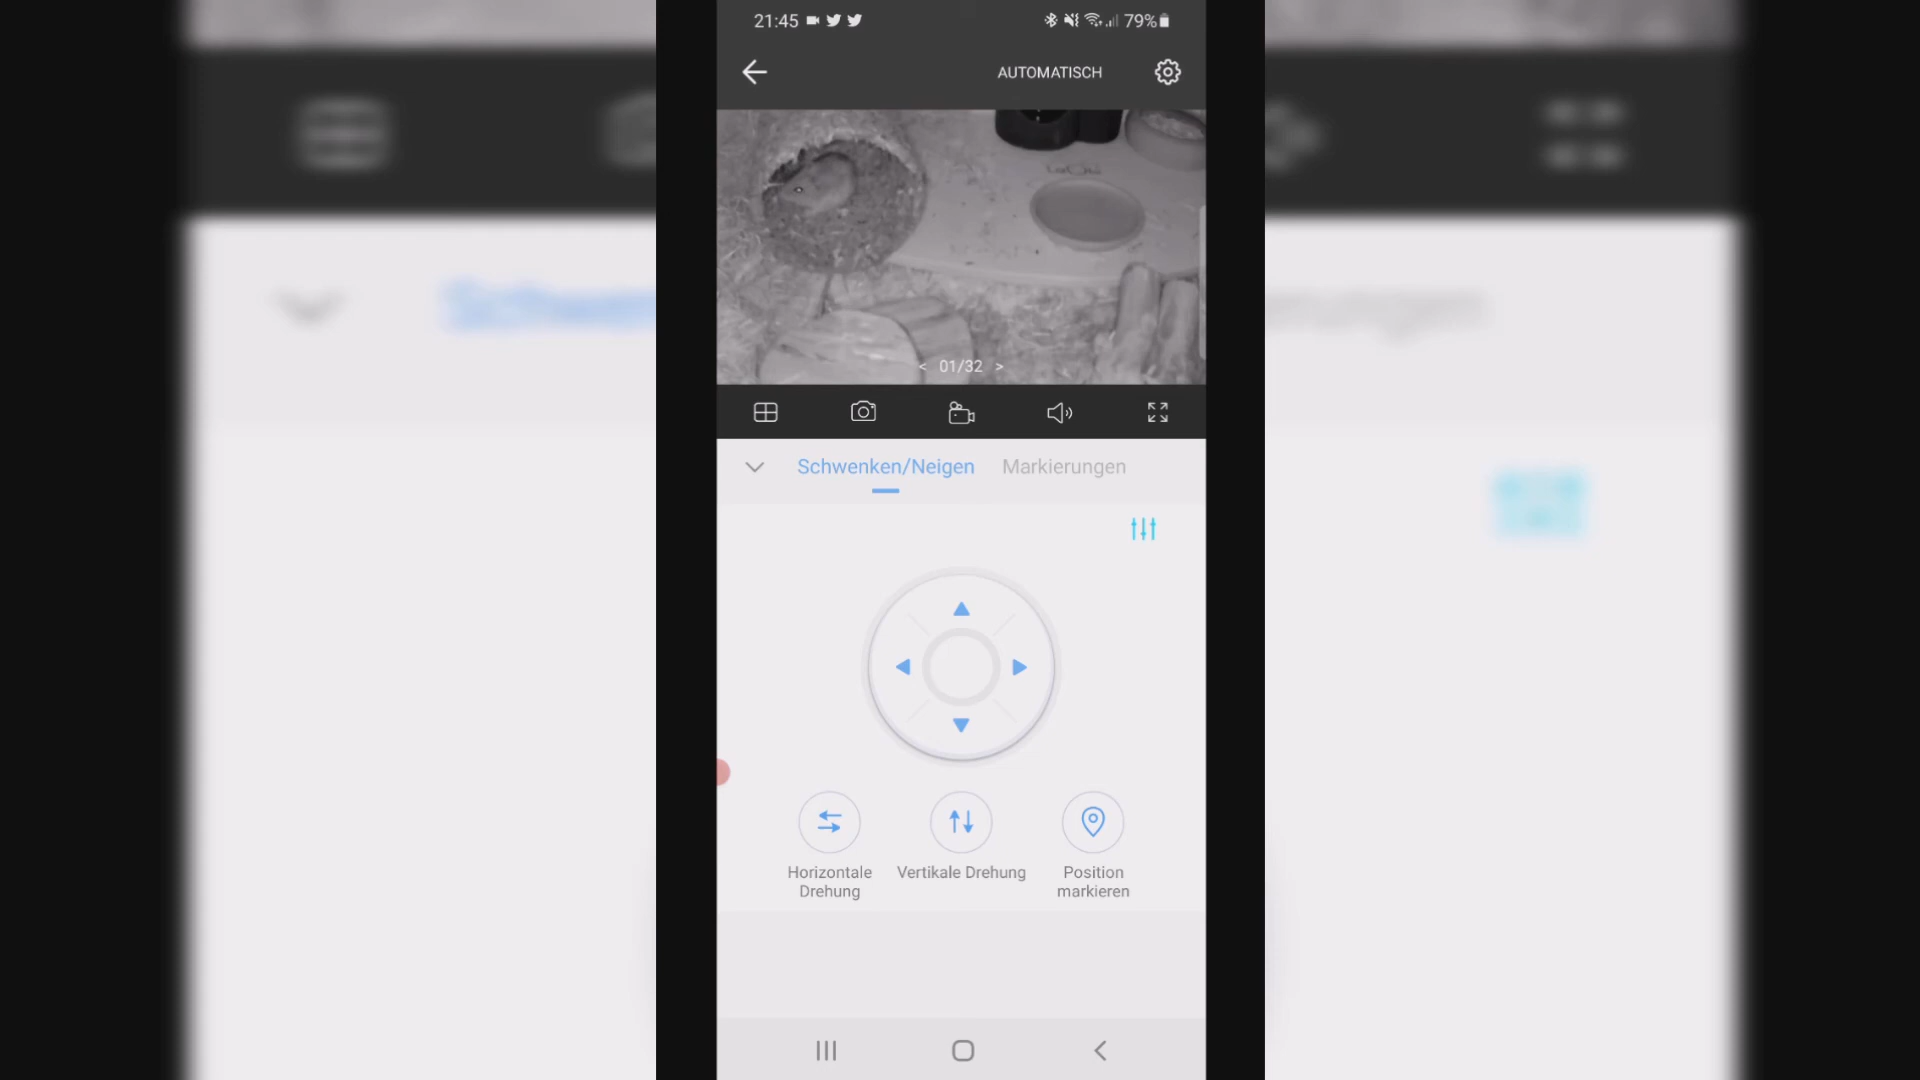 21:45 79%
AUTOMATISCH
< 01/32 >
Schwenken/Neigen Markierungen
Horizontale
Drehung
Vertikale Drehung
Position
markieren